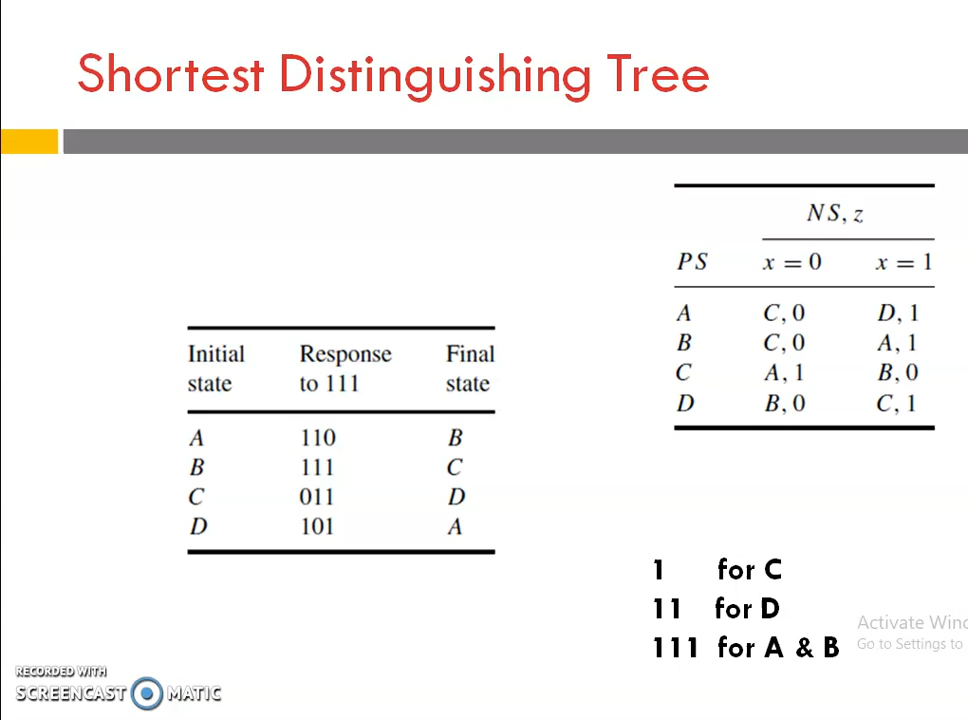 Shortest Distinguishing Tree
NS, z
PS x = 0 x = 1
A C, 0 D, 1
B C, 0 A, 1
C A, 1 B, 0
D B, 0 C, 1
Initial Response Final
state to 111 state
A 110 B
B 111 C
C 011 D
D 101 A
1 for C
11 for D
111 for A & B
Activate Wind
Go to Settings to
RECORDED WITH
SCREENCAST MATIC